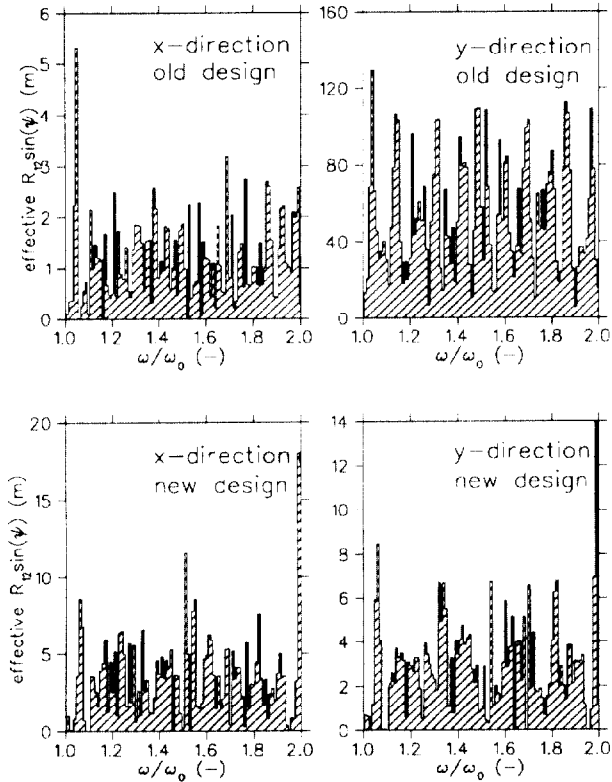 x-direction
old design
effective R12sin(ψ) (m)
6
5
4
3
2
1
0
1.0 1.2 1.4 1.6 1.8 2.0
ω/ω0 (-)
y-direction
old design
160
120
80
40
0
1.0 1.2 1.4 1.6 1.8 2.0
ω/ω0 (-)
x-direction
new design
effective R12sin(ψ) (m)
20
15
10
5
0
1.0 1.2 1.4 1.6 1.8 2.0
ω/ω0 (-)
y-direction
new design
14
12
10
8
6
4
2
0
1.0 1.2 1.4 1.6 1.8 2.0
ω/ω0 (-)